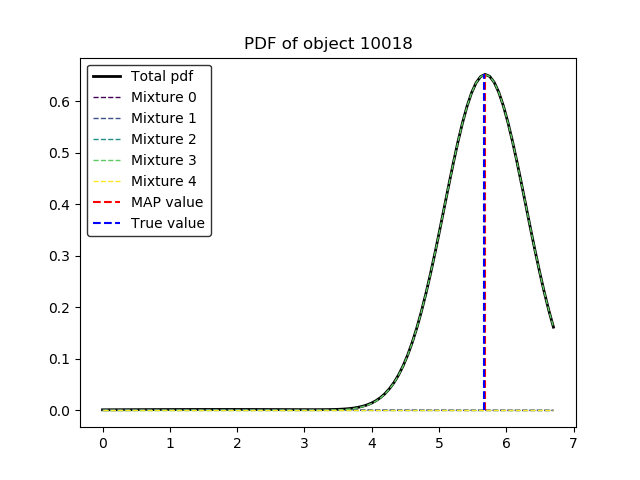 PDF of object 10018
Total pdf
Mixture 0
Mixture 1
Mixture 2
Mixture 3
Mixture 4
MAP value
True value
0.6
0.5
0.4
0.3
0.2
0.1
0.0
0 1 2 3 4 5 6 7